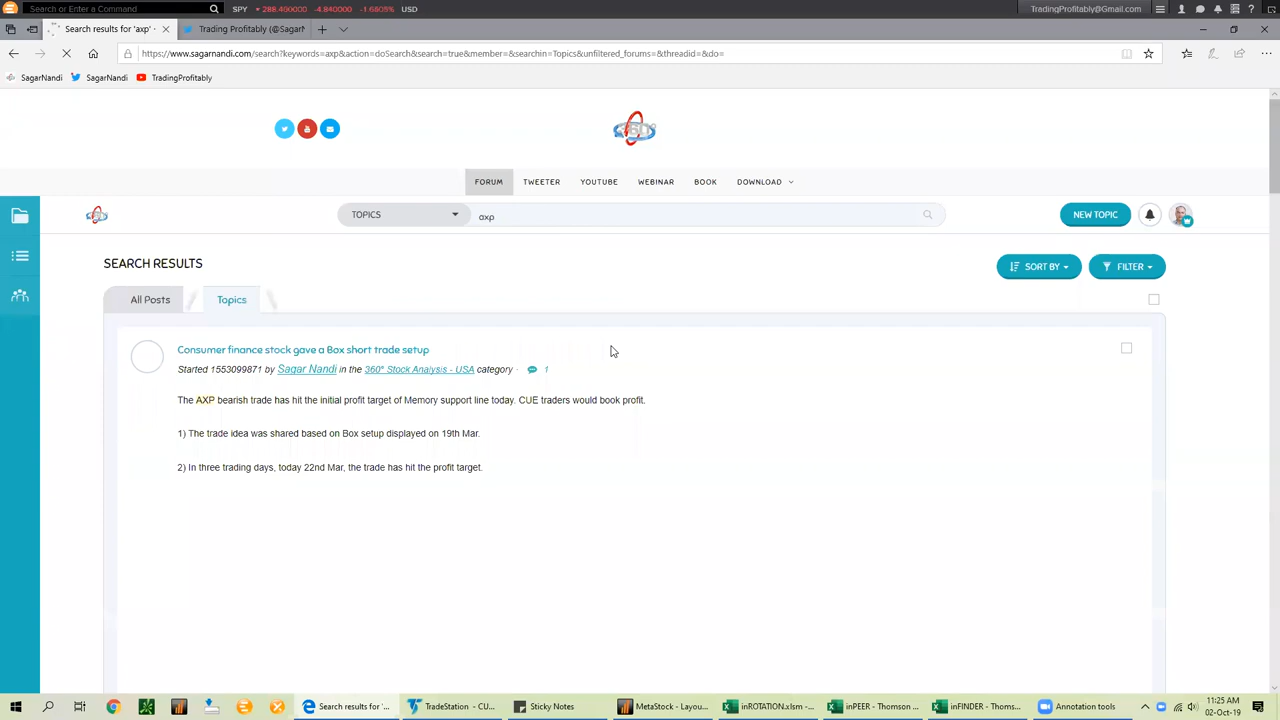 Search or Enter a Command SPY 288.490000 -4.840000 -1.6809% USD TradingProfitably@Gmail.com
Search results for 'axp' Trading Profitably (@SagarN
https://www.sagarnandi.com/search?keywords=axp&action=doSearch&search=true&member=&searchin=Topics&unfiltered_forums=&threadid=&do=
SagarNandi SagarNandi TradingProfitably
FORUM TWEETER YOUTUBE WEBINAR BOOK DOWNLOAD
TOPICS axp NEW TOPIC
SEARCH RESULTS SORT BY FILTER
All Posts Topics
Consumer finance stock gave a Box short trade setup
Started 1553099871 by Sagar Nandi in the 360° Stock Analysis - USA category · 1
The AXP bearish trade has hit the initial profit target of Memory support line today. CUE traders would book profit.
1) The trade idea was shared based on Box setup displayed on 19th Mar.
2) In three trading days, today 22nd Mar, the trade has hit the profit target.
Search results for '... TradeStation - CU... Sticky Notes MetaStock - Layou... inROTATION.xlsm -... inPEER - Thomson ... inFINDER - Thoms... Annotation tools
11:25 AM
02-Oct-19